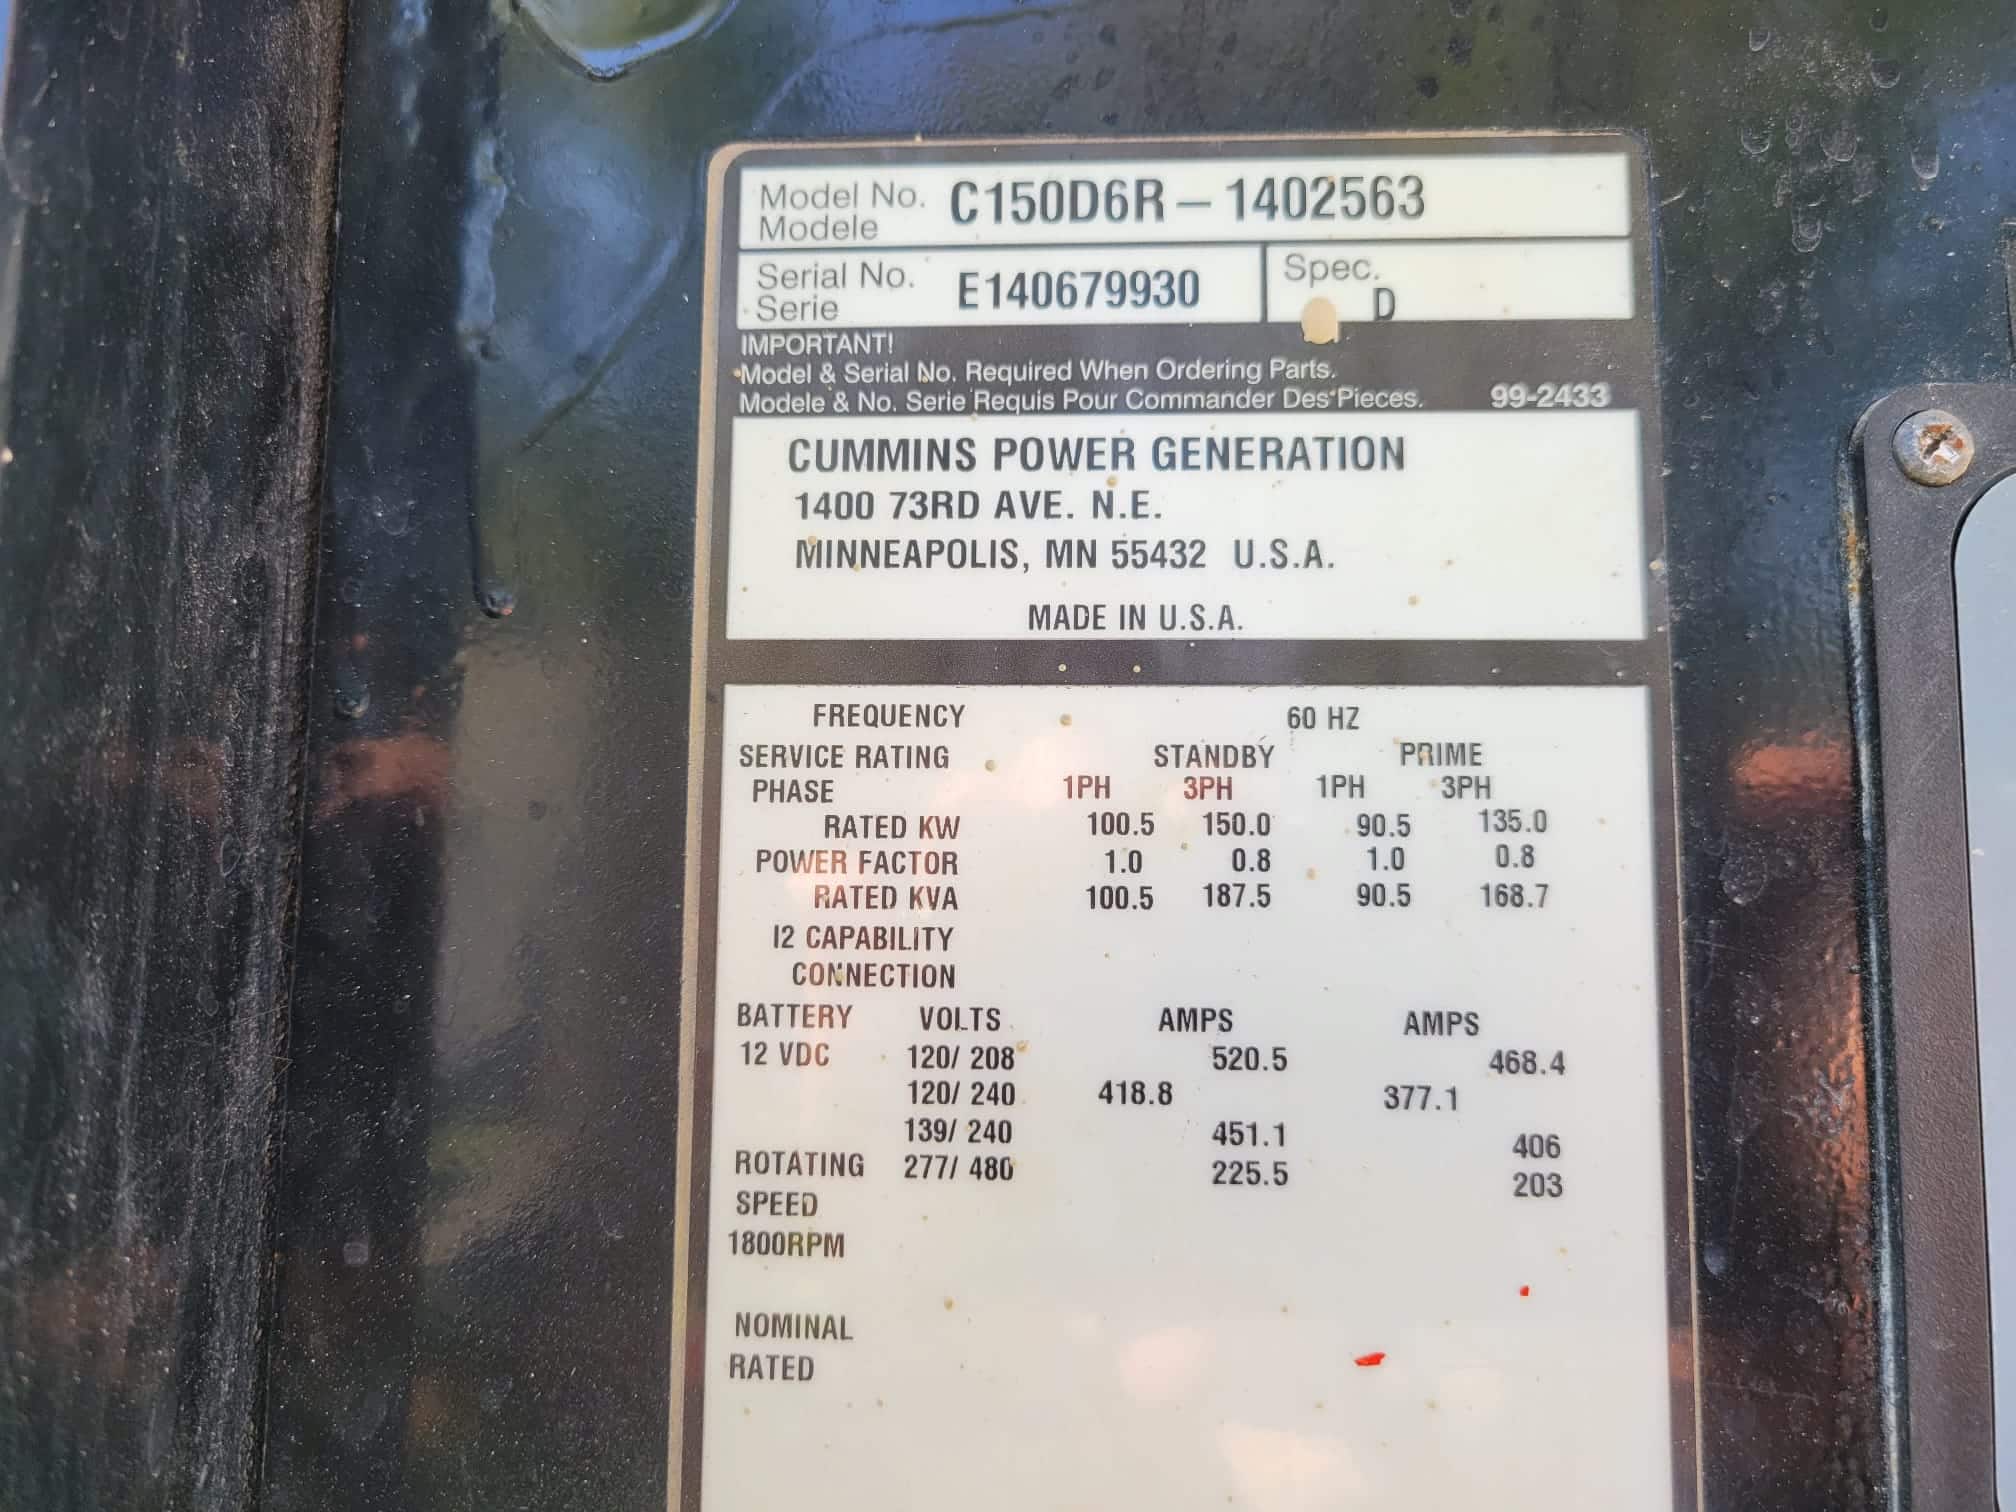 Model No. C150D6R - 1402563
Modele
Serial No. E140679930 Spec. D
Serie
IMPORTANT!
Model & Serial No. Required When Ordering Parts.
Modele & No. Serie Requis Pour Commander Des Pieces. 99-2433
CUMMINS POWER GENERATION
1400 73RD AVE. N.E.
MINNEAPOLIS, MN 55432 U.S.A.
MADE IN U.S.A.
FREQUENCY 60 HZ
SERVICE RATING STANDBY PRIME
PHASE 1PH 3PH 1PH 3PH
RATED KW 100.5 150.0 90.5 135.0
POWER FACTOR 1.0 0.8 1.0 0.8
RATED KVA 100.5 187.5 90.5 168.7
I2 CAPABILITY
CONNECTION
BATTERY VOLTS AMPS AMPS
12 VDC 120/ 208 520.5 468.4
120/ 240 418.8 377.1
139/ 240 451.1 406
ROTATING 277/ 480 225.5 203
SPEED
1800RPM
NOMINAL
RATED